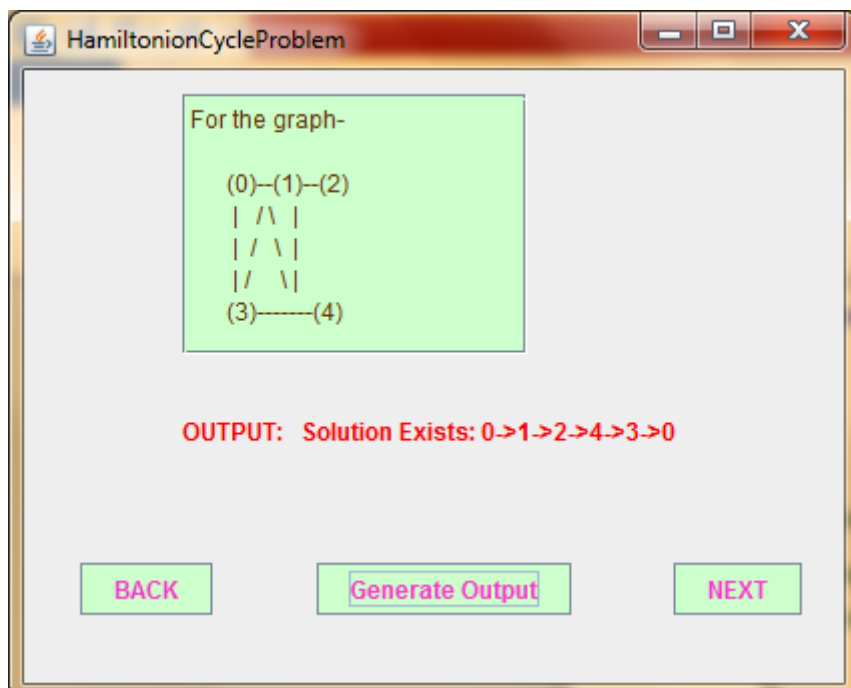 HamiltonionCycleProblem
For the graph-
(0)--(1)--(2)
|   / \   |
|  /   \  |
| /     \ |
(3)-------(4)
OUTPUT:   Solution Exists: 0->1->2->4->3->0
BACK
Generate Output
NEXT